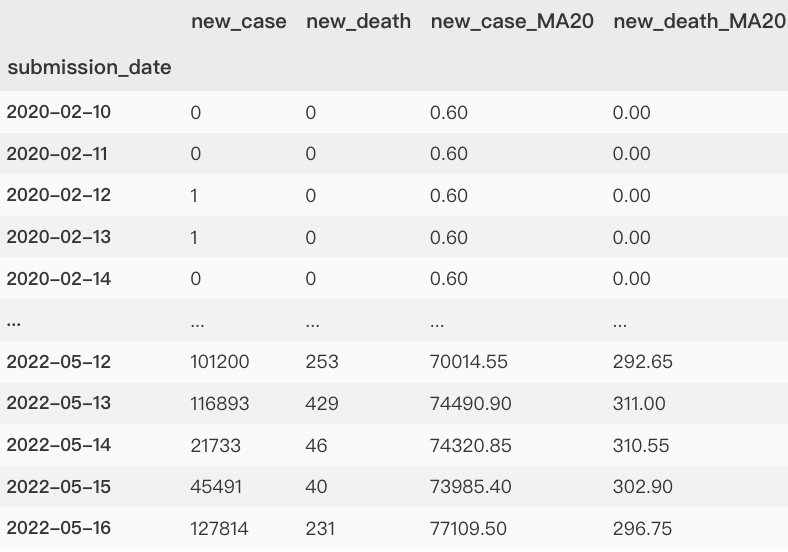 new_case new_death new_case_MA20 new_death_MA20
submission_date
2020-02-10 0 0 0.60 0.00
2020-02-11 0 0 0.60 0.00
2020-02-12 1 0 0.60 0.00
2020-02-13 1 0 0.60 0.00
2020-02-14 0 0 0.60 0.00
... ... ... ... ...
2022-05-12 101200 253 70014.55 292.65
2022-05-13 116893 429 74490.90 311.00
2022-05-14 21733 46 74320.85 310.55
2022-05-15 45491 40 73985.40 302.90
2022-05-16 127814 231 77109.50 296.75